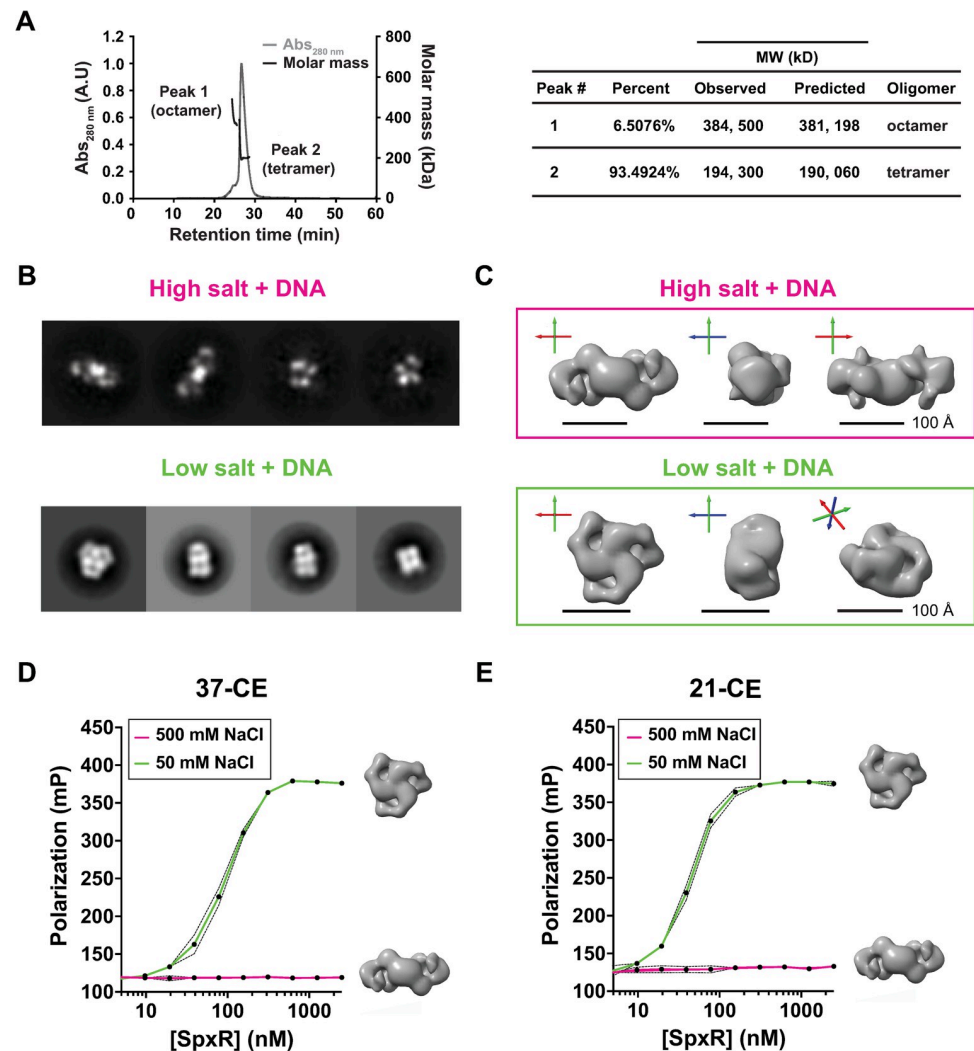 A
Abs280 nm
Molar mass
Abs280 nm (A.U)
1.2
1.0
0.8
0.6
0.4
0.2
0
Peak 1
(octamer)
Peak 2
(tetramer)
800
600
400
200
0
Molar mass (kDa)
0 10 20 30 40 50 60
Retention time (min)
MW (kD)
Peak # Percent Observed Predicted Oligomer
1 6.5076% 384, 500 381, 198 octamer
2 93.4924% 194, 300 190, 060 tetramer
B
High salt + DNA
Low salt + DNA
C
High salt + DNA
100 Å
Low salt + DNA
100 Å
D
37-CE
500 mM NaCl
50 mM NaCl
Polarization (mP)
450
400
350
300
250
200
150
100
10 100 1000
[SpxR] (nM)
E
21-CE
500 mM NaCl
50 mM NaCl
Polarization (mP)
450
400
350
300
250
200
150
100
10 100 1000
[SpxR] (nM)